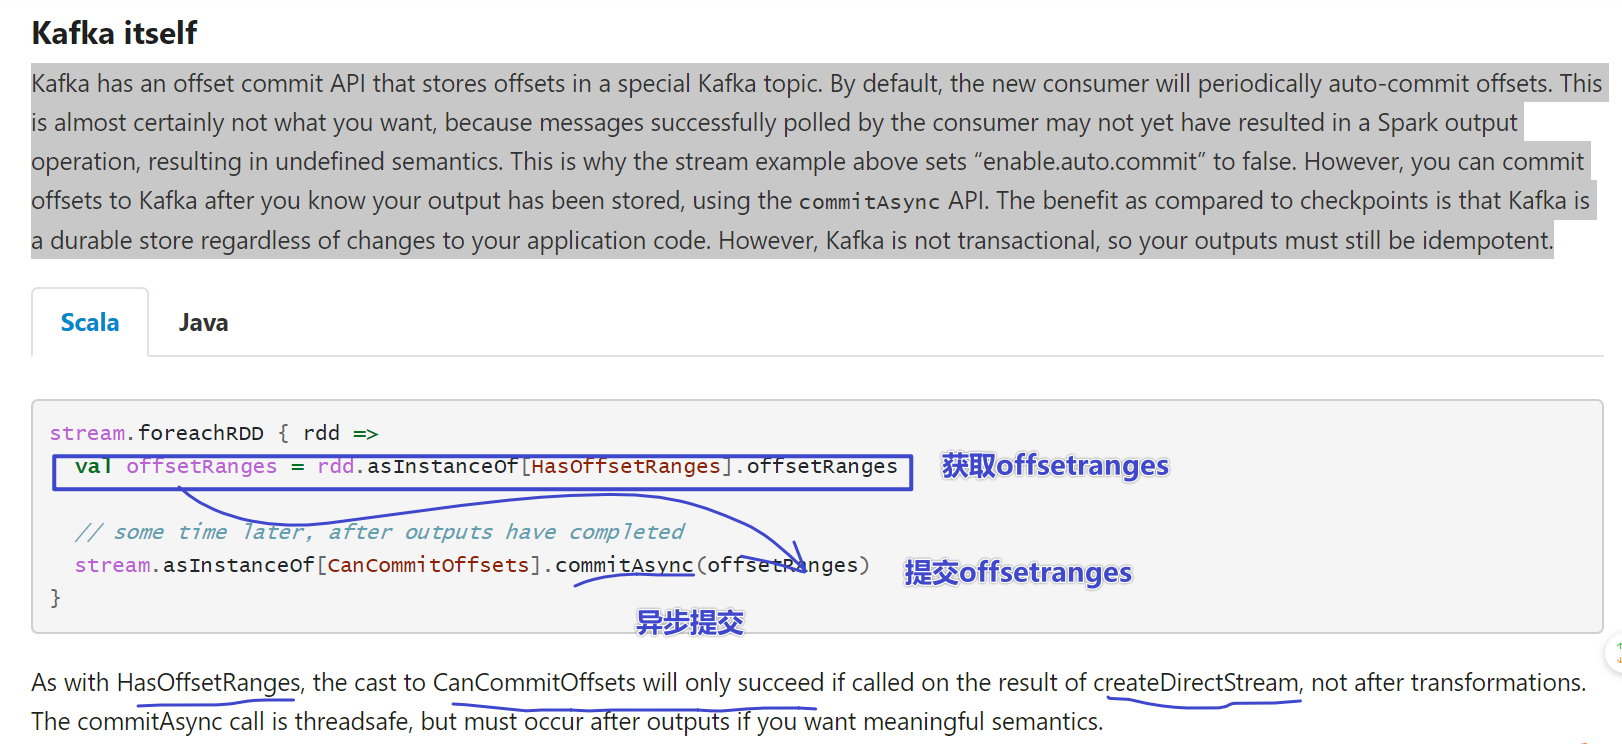 Kafka itself
Kafka has an offset commit API that stores offsets in a special Kafka topic. By default, the new consumer will periodically auto-commit offsets. This
is almost certainly not what you want, because messages successfully polled by the consumer may not yet have resulted in a Spark output
operation, resulting in undefined semantics. This is why the stream example above sets “enable.auto.commit” to false. However, you can commit
offsets to Kafka after you know your output has been stored, using the commitAsync API. The benefit as compared to checkpoints is that Kafka is
a durable store regardless of changes to your application code. However, Kafka is not transactional, so your outputs must still be idempotent.
Scala Java
stream.foreachRDD { rdd =>
val offsetRanges = rdd.asInstanceOf[HasOffsetRanges].offsetRanges 获取offsetranges
// some time later, after outputs have completed
stream.asInstanceOf[CanCommitOffsets].commitAsync(offsetRanges) 提交offsetranges
}
异步提交
As with HasOffsetRanges, the cast to CanCommitOffsets will only succeed if called on the result of createDirectStream, not after transformations.
The commitAsync call is threadsafe, but must occur after outputs if you want meaningful semantics.